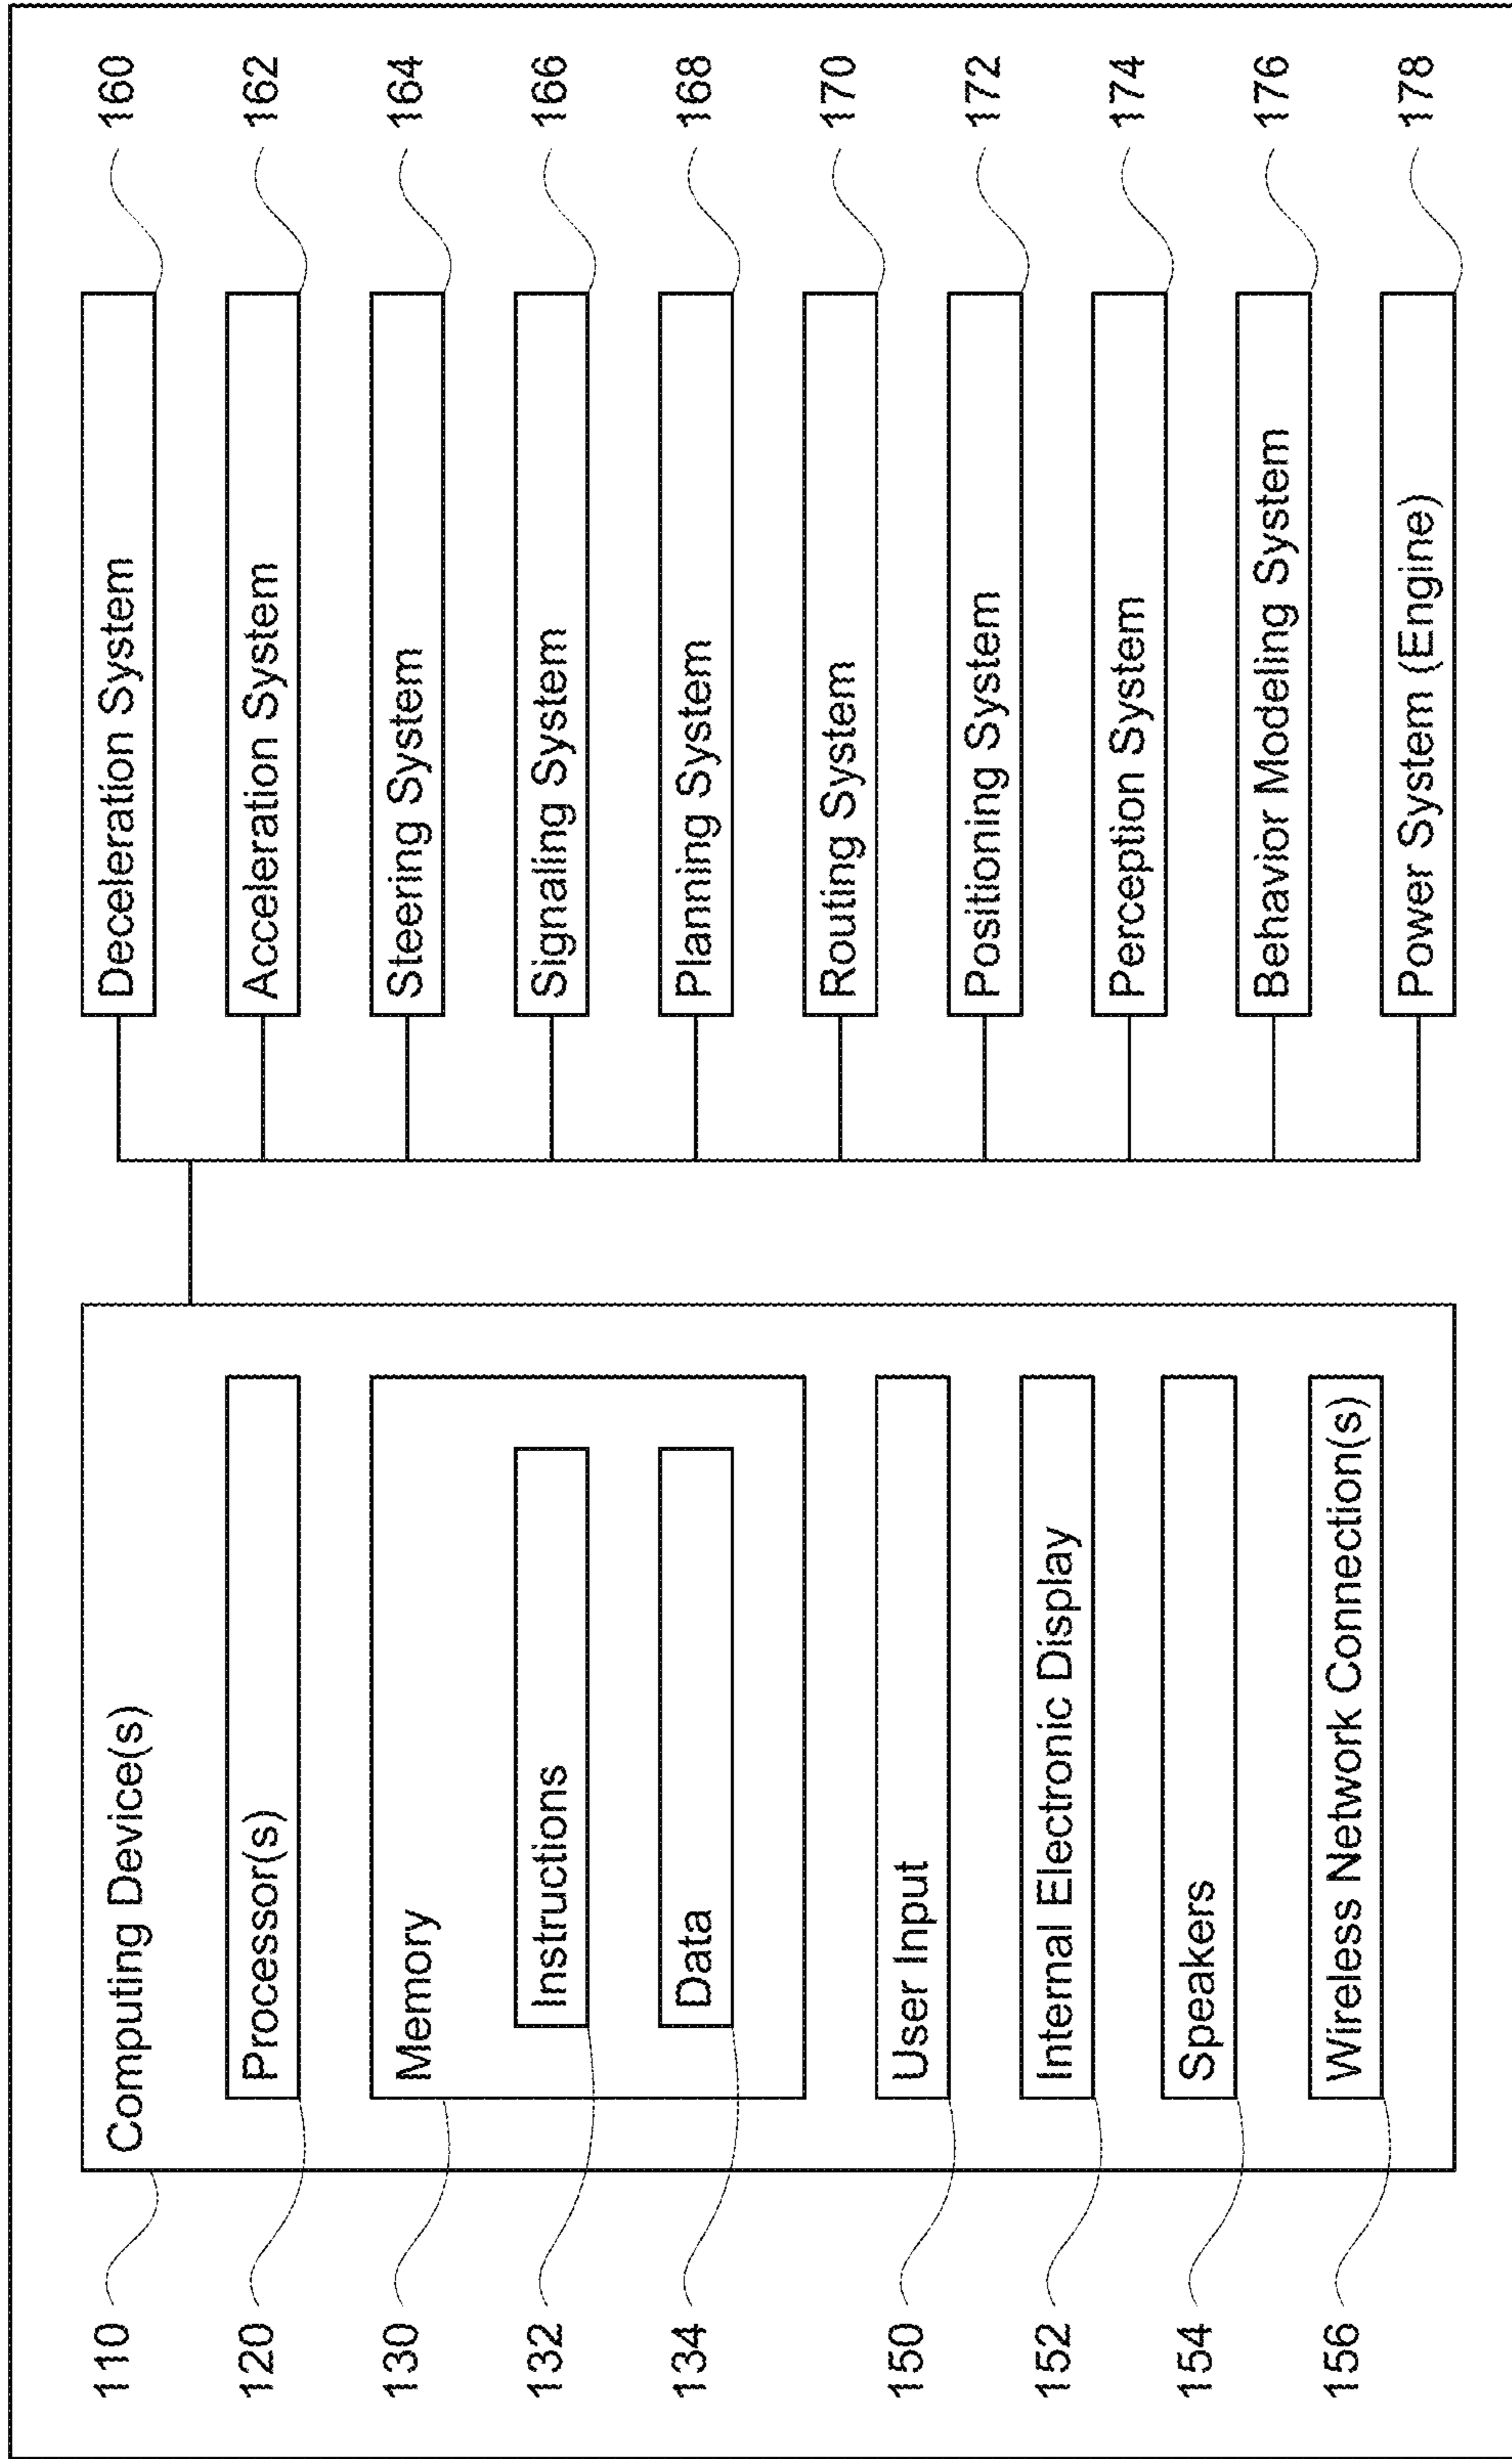 110
Computing Device(s)
120
Processor(s)
130
Memory
132
Instructions
134
Data
150
User Input
152
Internal Electronic Display
154
Speakers
156
Wireless Network Connection(s)
Deceleration System
160
Acceleration System
162
Steering System
164
Signaling System
166
Planning System
168
Routing System
170
Positioning System
172
Perception System
174
Behavior Modeling System
176
Power System (Engine)
178